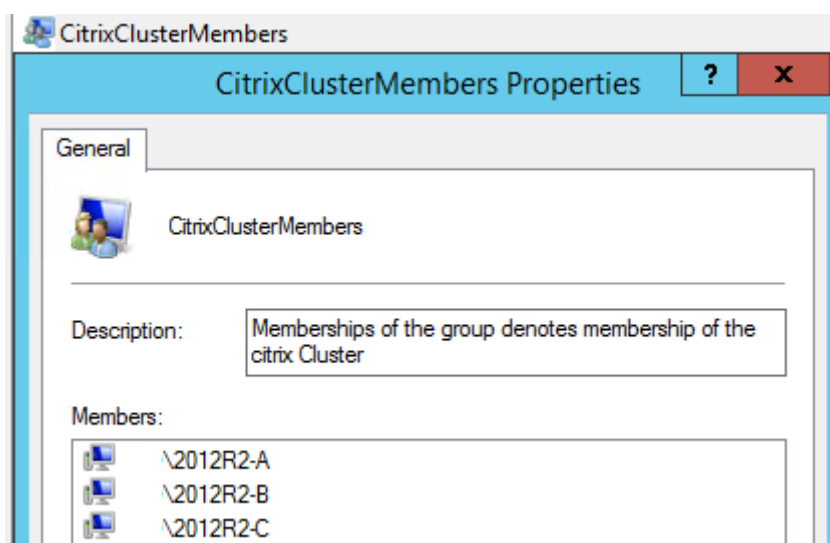 CitrixClusterMembers
CitrixClusterMembers Properties
?
x
General
CitrixClusterMembers
Description:
Memberships of the group denotes membership of the
citrix Cluster
Members:
\2012R2-A
\2012R2-B
\2012R2-C